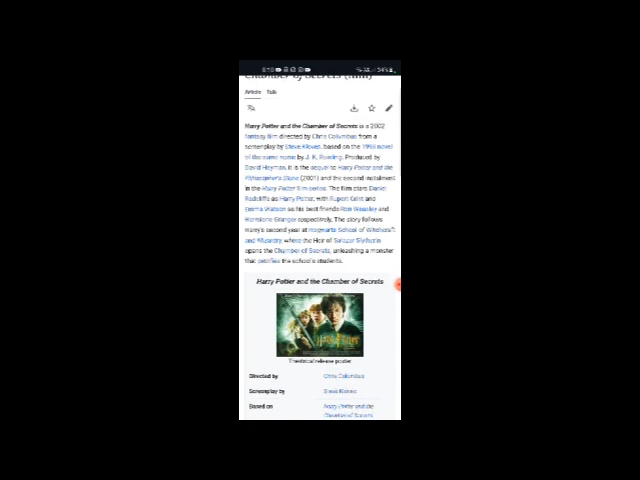 Chamber of Secrets (film)
Article Talk
Harry Potter and the Chamber of Secrets is a 2002
fantasy film directed by Chris Columbus from a
screenplay by Steve Kloves, based on the 1998 novel
of the same name by J. K. Rowling. Produced by
David Heyman, it is the sequel to Harry Potter and the
Philosopher's Stone (2001) and the second instalment
in the Harry Potter film series. The film stars Daniel
Radcliffe as Harry Potter, with Rupert Grint and
Emma Watson as his best friends Ron Weasley and
Hermione Granger respectively. The story follows
Harry's second year at Hogwarts School of Witchcraft
and Wizardry, where the Heir of Salazar Slytherin
opens the Chamber of Secrets, unleashing a monster
that petrifies the school's students.
Harry Potter and the Chamber of Secrets
Theatrical release poster
Directed by Chris Columbus
Screenplay by Steve Kloves
Based on Harry Potter and the
Chamber of Secrets